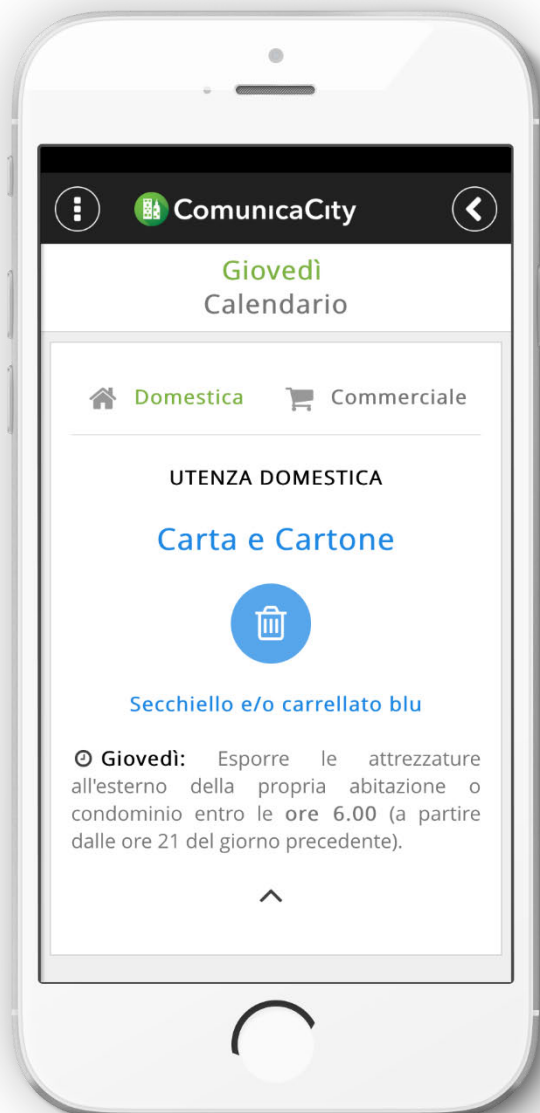 ComunicaCity
Giovedì
Calendario
Domestica Commerciale
UTENZA DOMESTICA
Carta e Cartone
Secchiello e/o carrellato blu
Giovedì: Esporre le attrezzature
all'esterno della propria abitazione o
condominio entro le ore 6.00 (a partire
dalle ore 21 del giorno precedente).